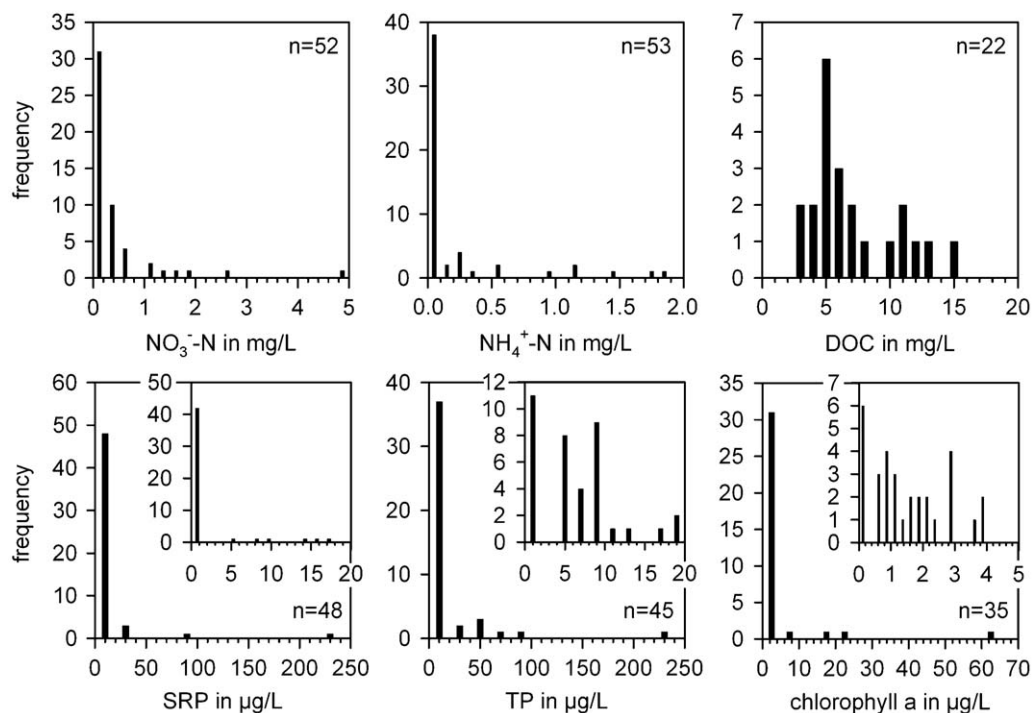 n=52
35
30
25
20
15
10
5
0
0 1 2 3 4 5
NO₃⁻-N in mg/L
frequency
n=53
40
30
20
10
0
0.0 0.5 1.0 1.5 2.0
NH₄⁺-N in mg/L
n=22
7
6
5
4
3
2
1
0
0 5 10 15 20
DOC in mg/L
60
50
40
30
20
10
0
0 50 100 150 200 250
SRP in µg/L
frequency
50
40
30
20
10
0
0 5 10 15 20
n=48
40
30
20
10
0
0 50 100 150 200 250
TP in µg/L
12
10
8
6
4
2
0
0 5 10 15 20
n=45
35
30
25
20
15
10
5
0
0 10 20 30 40 50 60 70
chlorophyll a in µg/L
7
6
5
4
3
2
1
0
0 1 2 3 4 5
n=35